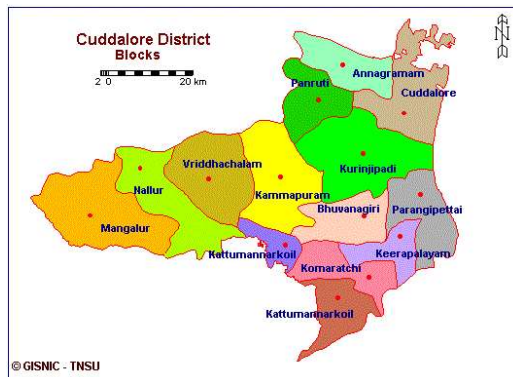 Cuddalore District
Blocks
2 0 20 km
N
Annagramam
Panruti
Cuddalore
Vriddhachalam
Kurinjipadi
Nallur
Kammapuram
Bhuvanagiri
Parangipettai
Mangalur
Kattumannarkoil
Keerapalayam
Komaratchi
Kattumannarkoil
© GISNIC - TNSU